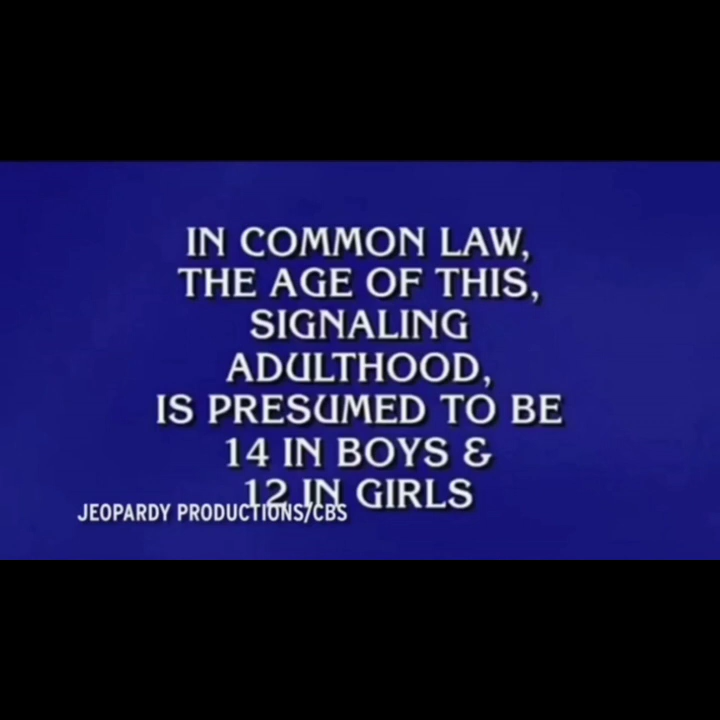 IN COMMON LAW,
THE AGE OF THIS,
SIGNALING
ADULTHOOD,
IS PRESUMED TO BE
14 IN BOYS &
12 IN GIRLS
JEOPARDY PRODUCTIONS/CBS